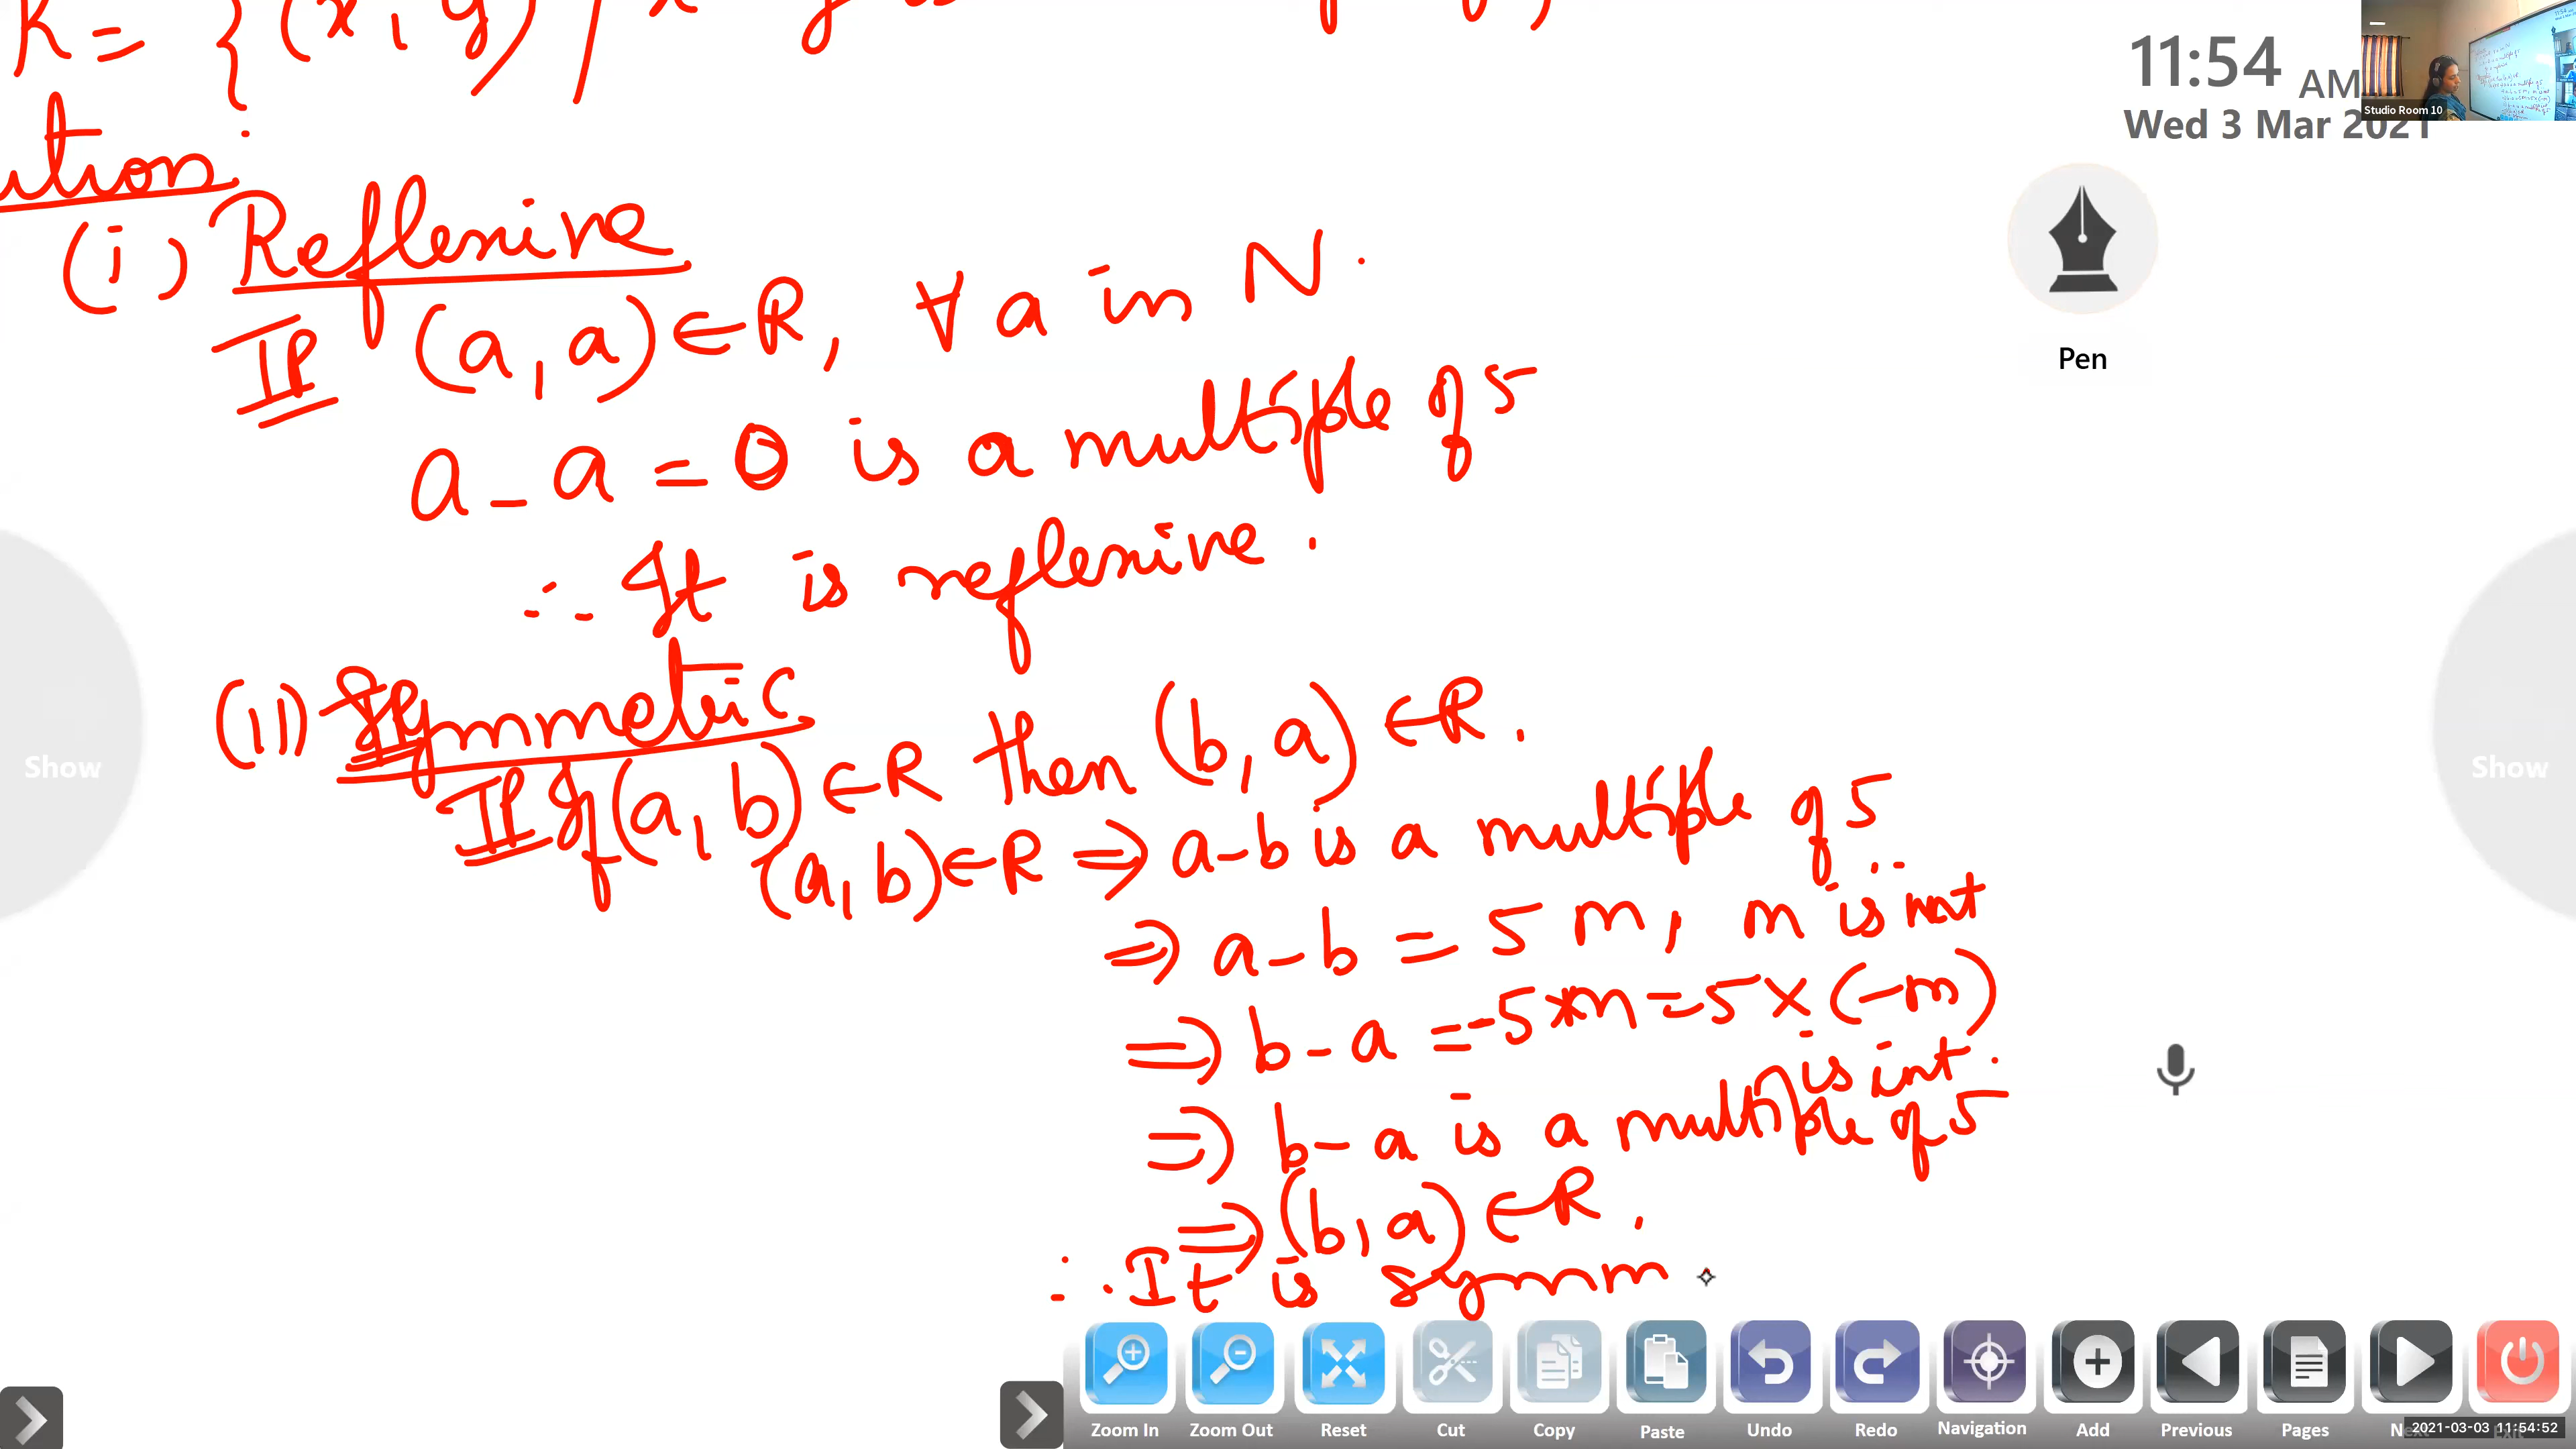 R = { (x, y) /
ution :
(i) Reflexive
TP (a, a) ∈ R, ∀ a in N.
a - a = 0 is a multiple of 5
∴ It is reflexive.
(ii) Symmetric
TP If (a, b) ∈ R then (b, a) ∈ R.
(a, b) ∈ R ⇒ a - b is a multiple of 5
⇒ a - b = 5 m, m is int
⇒ b - a = -5 * m = 5 × (-m)
is int.
⇒ b - a is a multiple of 5
⇒ (b, a) ∈ R.
∴ It is symm
11:54 AM
Wed 3 Mar 2021
Studio Room 10
Pen
Show
Show
Zoom In
Zoom Out
Reset
Cut
Copy
Paste
Undo
Redo
Navigation
Add
Previous
Pages
2021-03-03 11:54:52